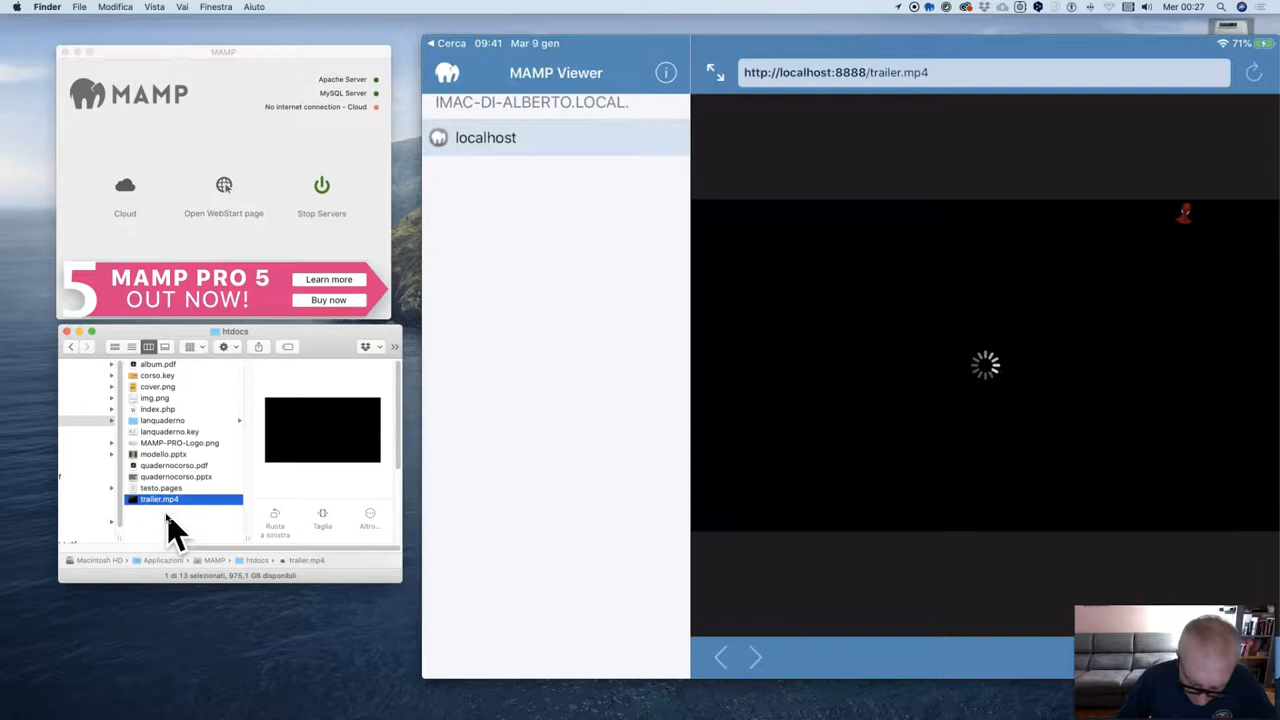 Finder File Modifica Vista Vai Finestra Aiuto Mer 00:27
MAMP
MAMP
Apache Server
MySQL Server
No internet connection - Cloud
Cloud Open WebStart page Stop Servers
5 MAMP PRO 5
OUT NOW!
Learn more
Buy now
htdocs
album.pdf
corso.key
cover.png
img.png
index.php
lanquaderno
lanquaderno.key
MAMP-PRO-Logo.png
modello.pptx
quadernocorso.pdf
quadernocorso.pptx
testo.pages
trailer.mp4
Ruota
a sinistra
Taglia
Altro...
Macintosh HD › Applicazioni › MAMP › htdocs › trailer.mp4
1 di 13 selezionati, 975,1 GB disponibili
Cerca 09:41 Mar 9 gen 71%
MAMP Viewer
http://localhost:8888/trailer.mp4
IMAC-DI-ALBERTO.LOCAL.
localhost